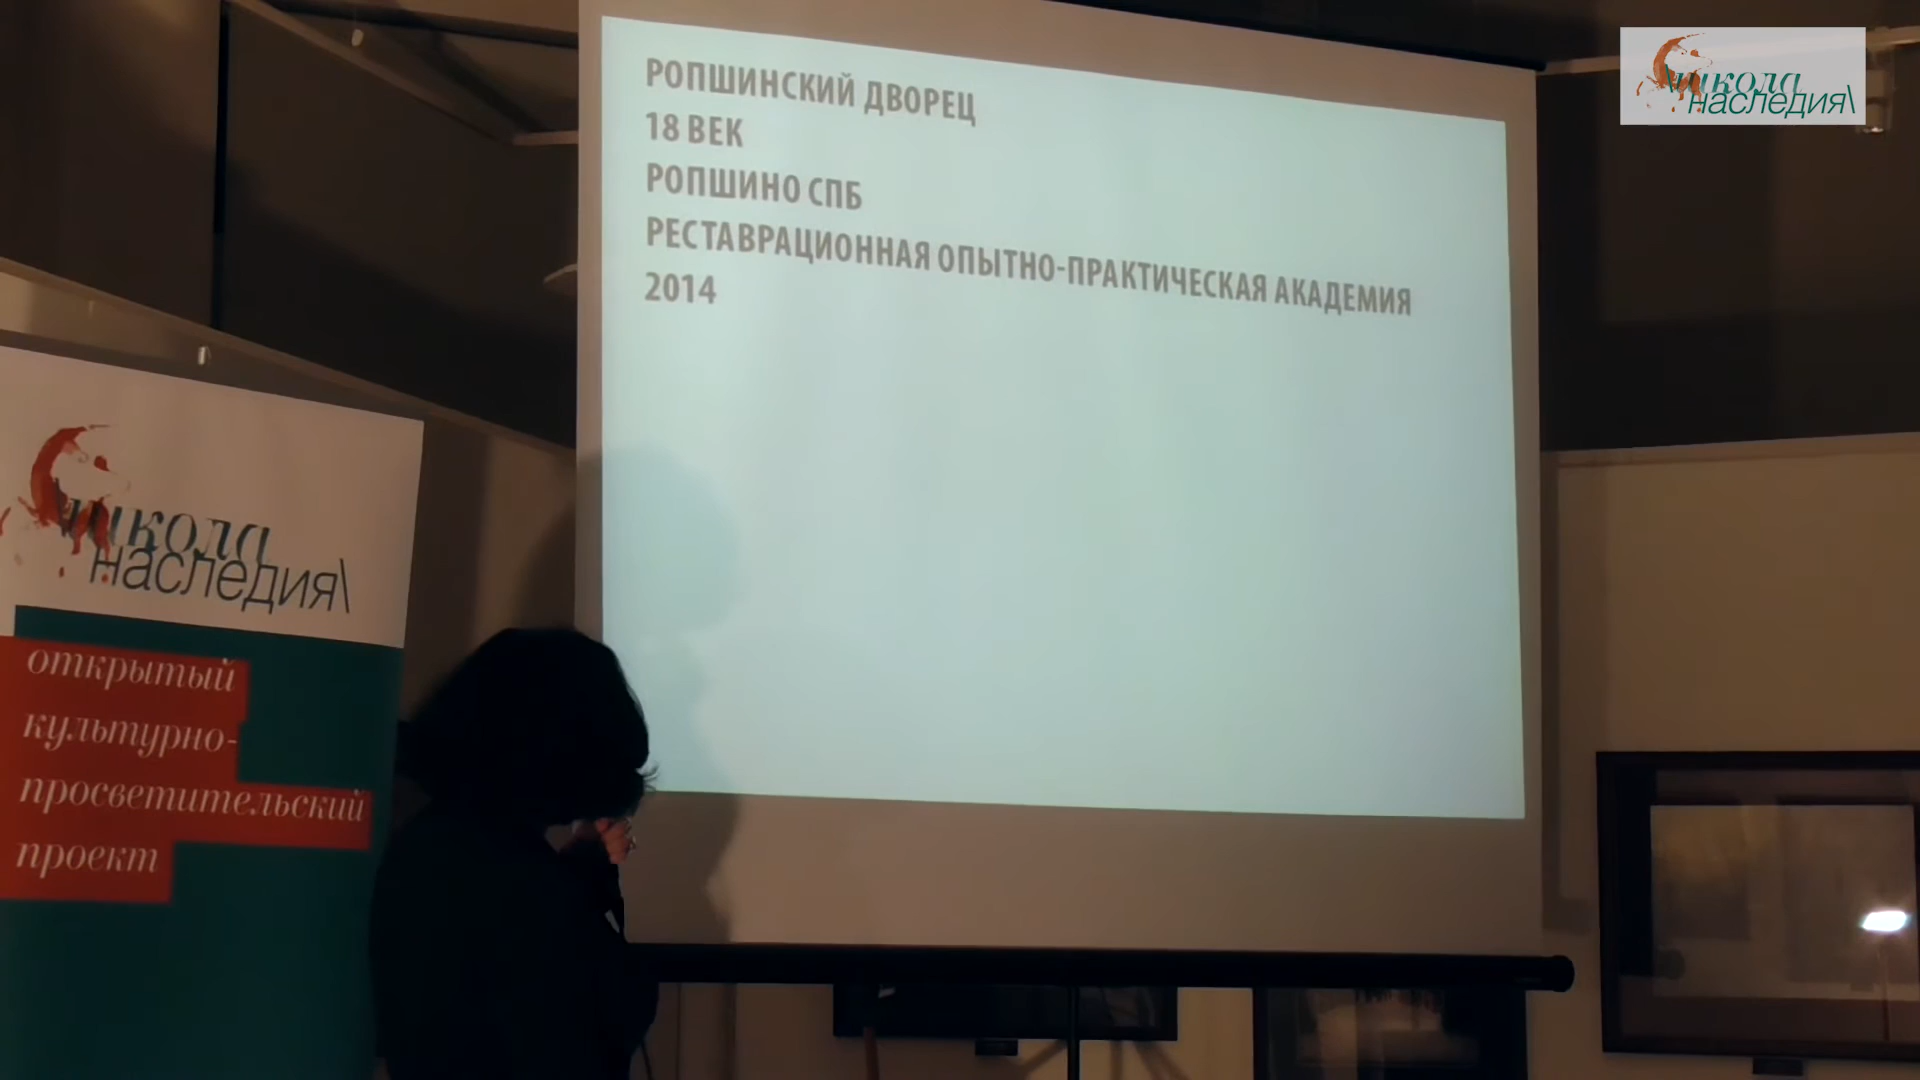 РОПШИНСКИЙ ДВОРЕЦ
18 ВЕК
РОПШИНО СПБ
РЕСТАВРАЦИОННАЯ ОПЫТНО-ПРАКТИЧЕСКАЯ АКАДЕМИЯ
2014
школа
наследия\
школа
наследия\
открытый
культурно-
просветительский
проект